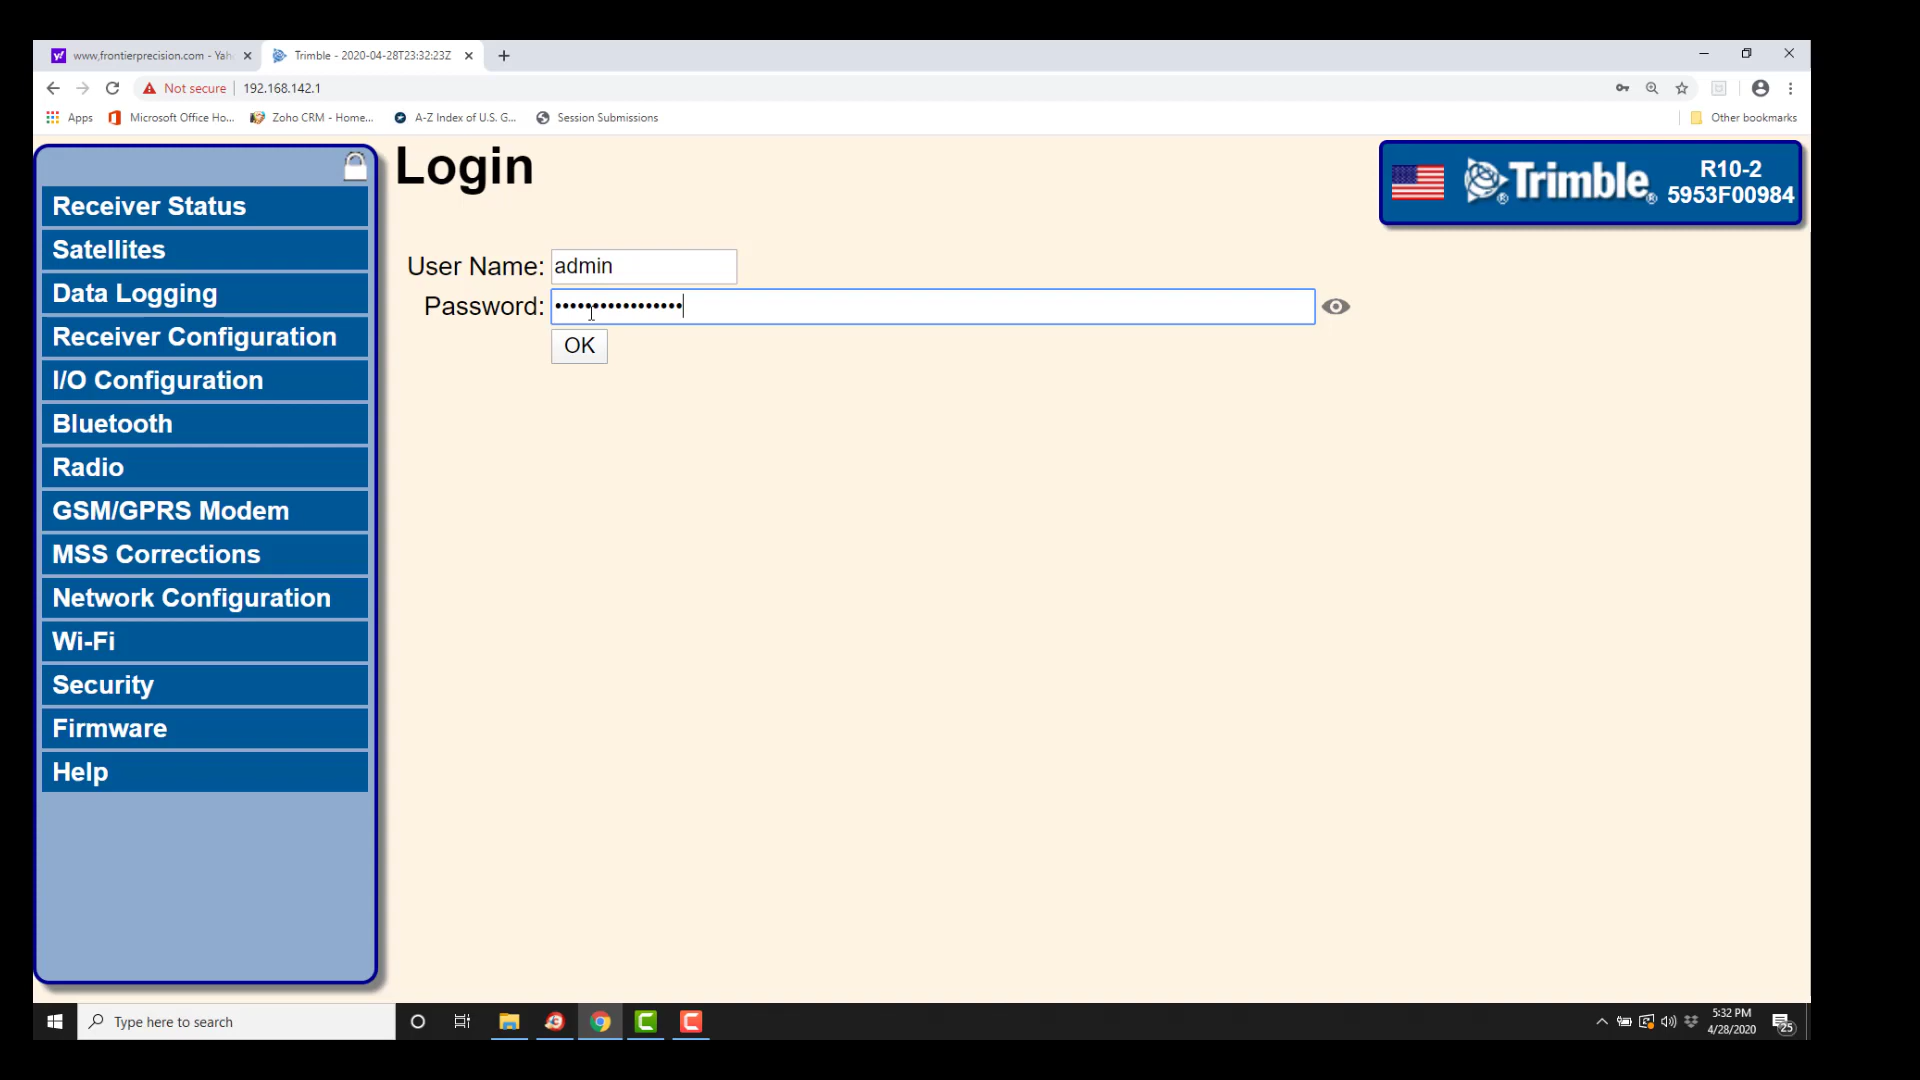 www.frontierprecision.com - Yah
Trimble - 2020-04-28T23:32:23Z
Not secure
192.168.142.1
Apps
Microsoft Office Ho...
Zoho CRM - Home...
A-Z Index of U.S. G...
Session Submissions
Other bookmarks
Login
Trimble
R10-2
5953F00984
Receiver Status
Satellites
Data Logging
Receiver Configuration
I/O Configuration
Bluetooth
Radio
GSM/GPRS Modem
MSS Corrections
Network Configuration
Wi-Fi
Security
Firmware
Help
User Name: admin
Password: •••••••••••••••••
OK
Type here to search
5:32 PM
4/28/2020
25